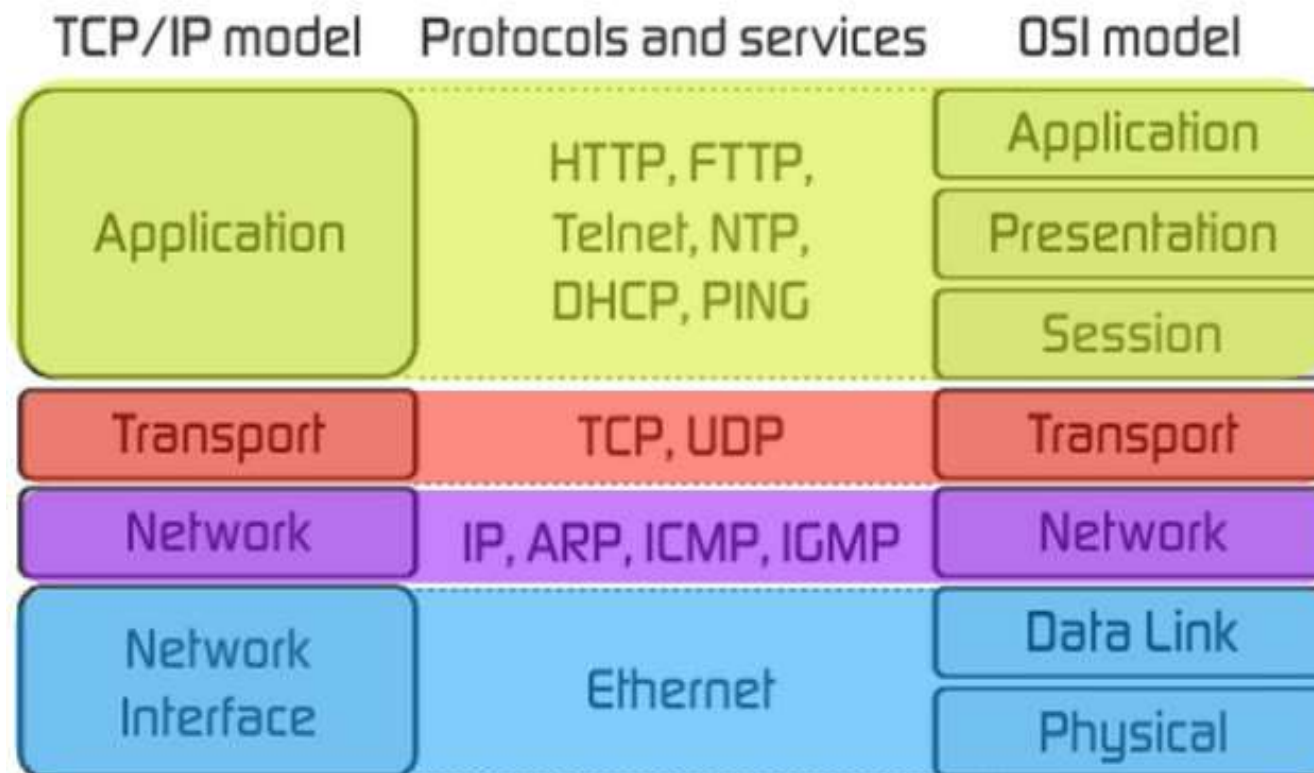 TCP/IP model Protocols and services OSI model
Application
HTTP, FTTP,
Telnet, NTP,
DHCP, PING
Application
Presentation
Session
Transport
TCP, UDP
Transport
Network
IP, ARP, ICMP, IGMP
Network
Network
Interface
Ethernet
Data Link
Physical